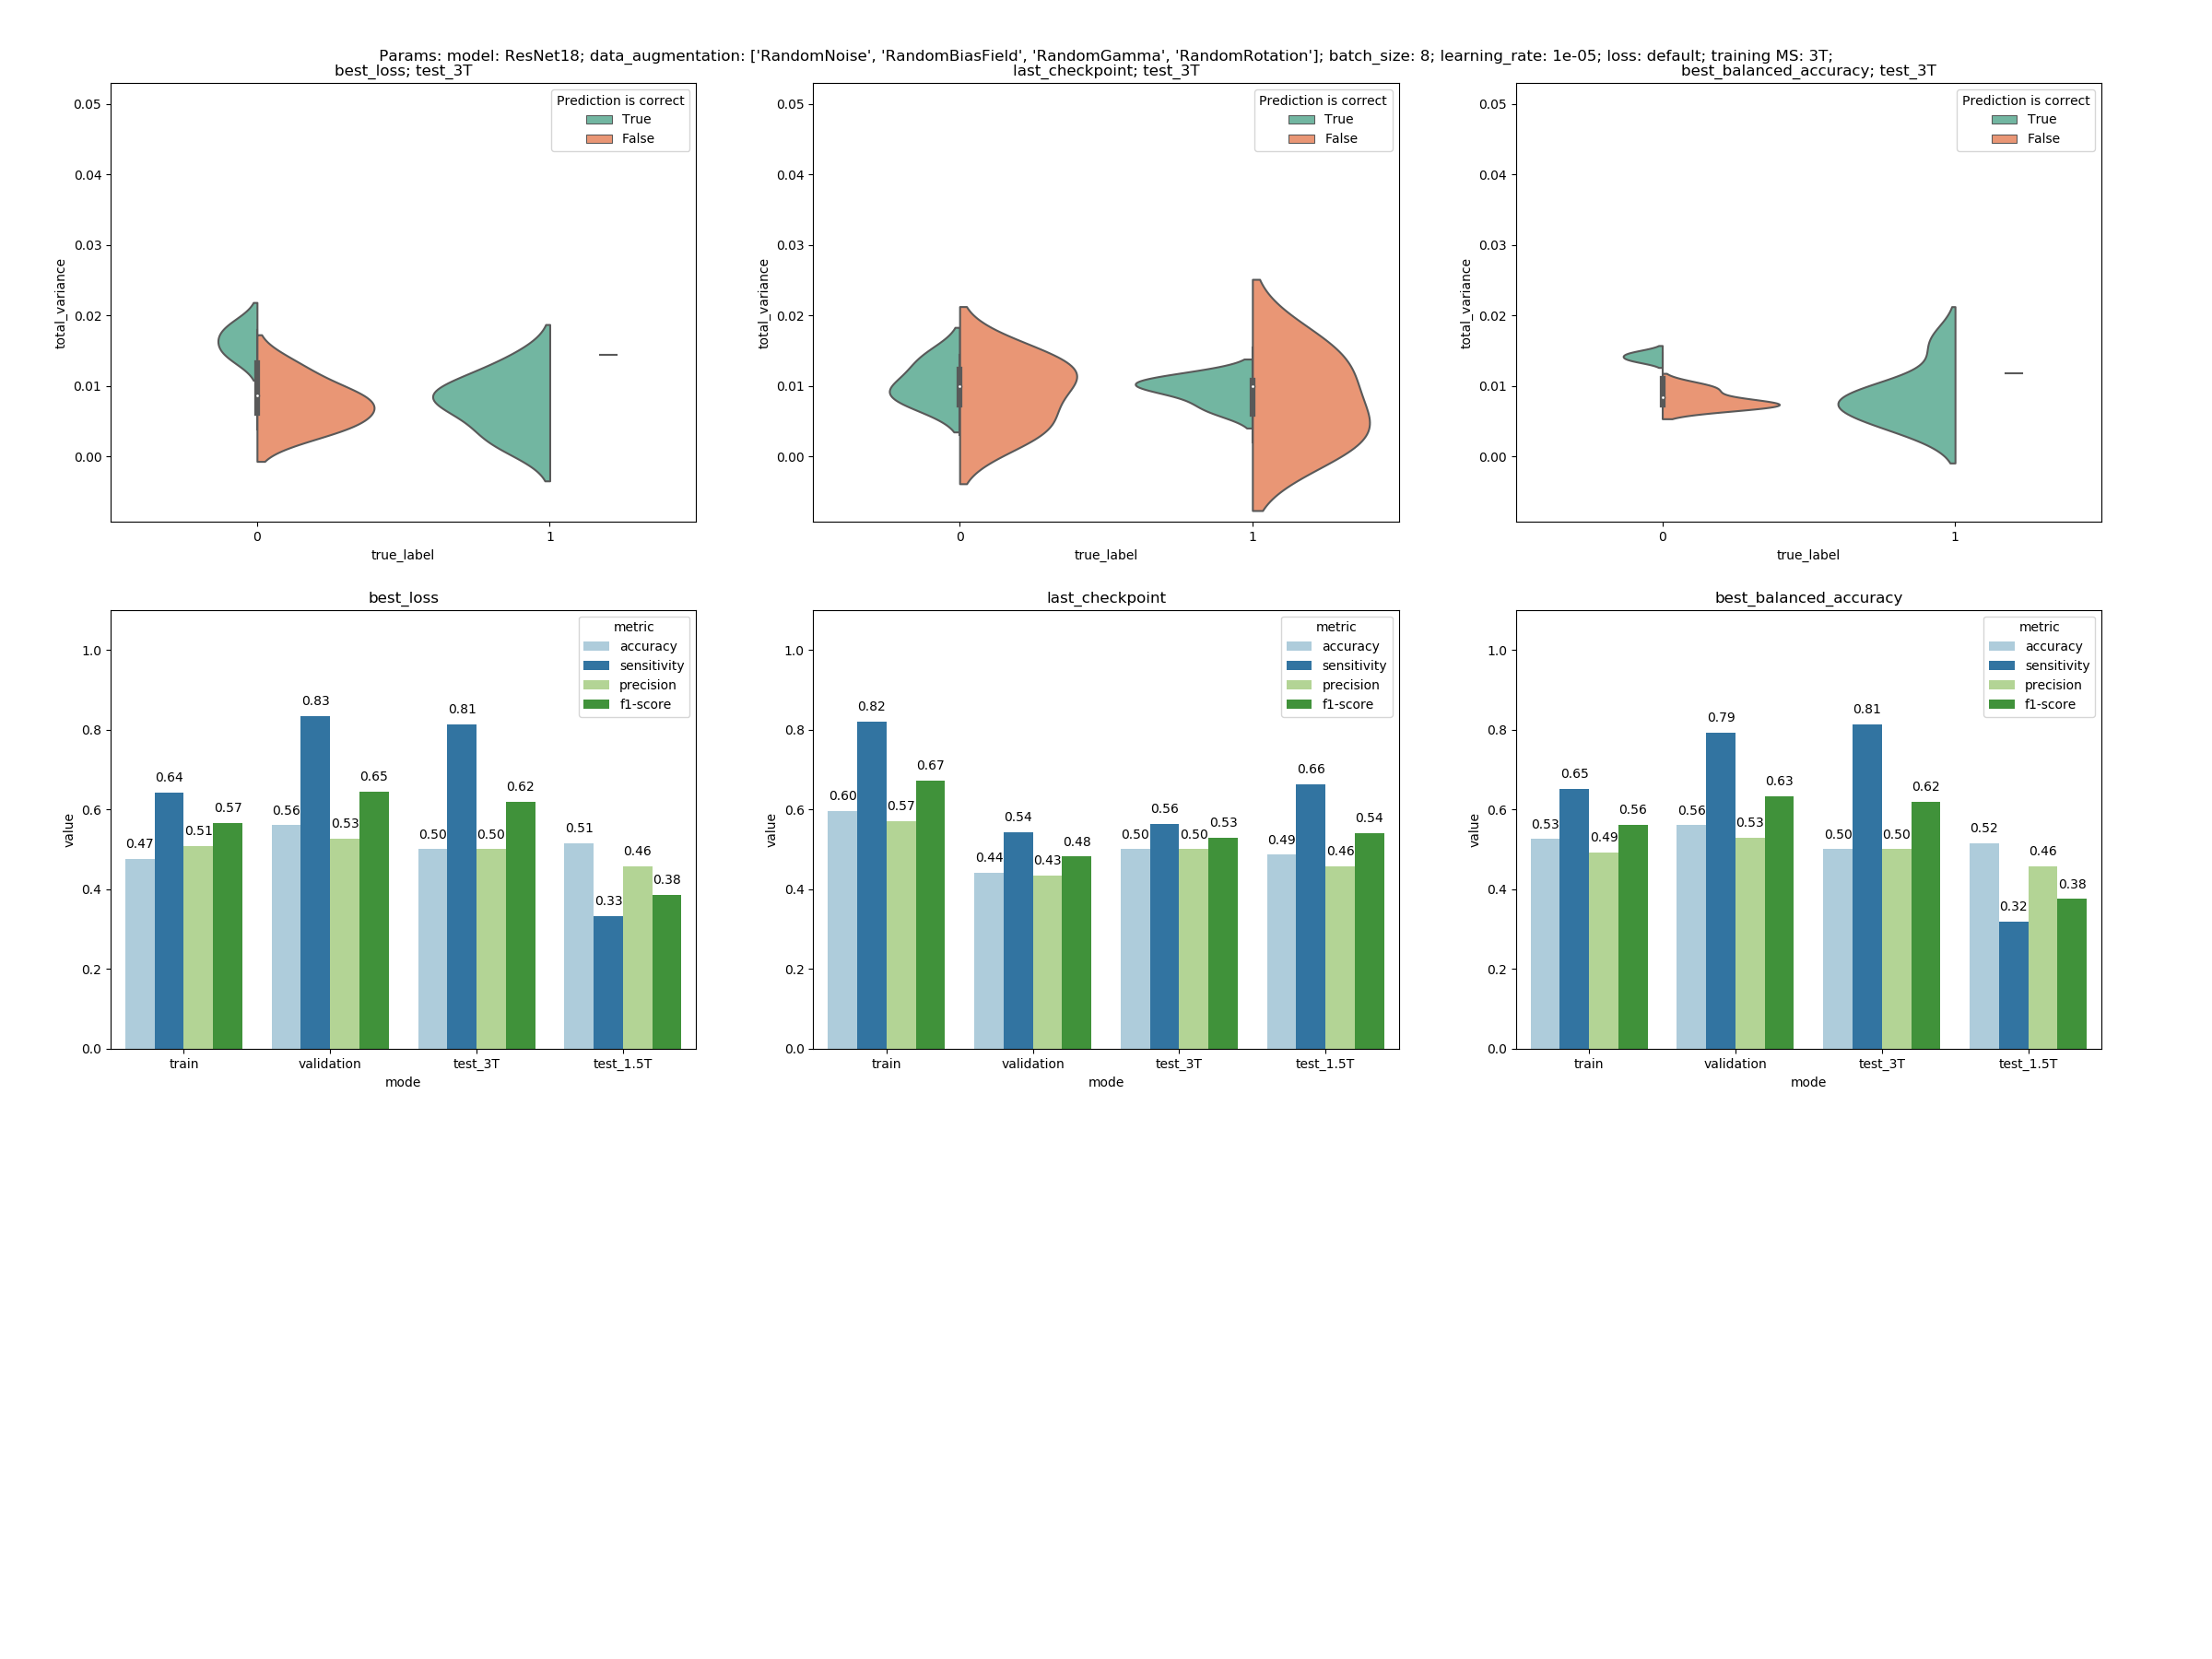 Params: model: ResNet18; data_augmentation: ['RandomNoise', 'RandomBiasField', 'RandomGamma', 'RandomRotation']; batch_size: 8; learning_rate: 1e-05; loss: default; training MS: 3T;
best_loss; test_3T
0.05
0.04
0.03
0.02
0.01
0.00
total_variance
Prediction is correct
True
False
0
1
true_label
last_checkpoint; test_3T
0.05
0.04
0.03
0.02
0.01
0.00
total_variance
Prediction is correct
True
False
0
1
true_label
best_balanced_accuracy; test_3T
0.05
0.04
0.03
0.02
0.01
0.00
total_variance
Prediction is correct
True
False
0
1
true_label
best_loss
1.0
0.8
0.6
0.4
0.2
0.0
value
metric
accuracy
sensitivity
precision
f1-score
0.47
0.64
0.51
0.57
0.56
0.83
0.53
0.65
0.50
0.81
0.50
0.62
0.51
0.33
0.46
0.38
train
validation
test_3T
test_1.5T
mode
last_checkpoint
1.0
0.8
0.6
0.4
0.2
0.0
value
metric
accuracy
sensitivity
precision
f1-score
0.60
0.82
0.57
0.67
0.44
0.54
0.43
0.48
0.50
0.56
0.50
0.53
0.49
0.66
0.46
0.54
train
validation
test_3T
test_1.5T
mode
best_balanced_accuracy
1.0
0.8
0.6
0.4
0.2
0.0
value
metric
accuracy
sensitivity
precision
f1-score
0.53
0.65
0.49
0.56
0.56
0.79
0.53
0.63
0.50
0.81
0.50
0.62
0.52
0.32
0.46
0.38
train
validation
test_3T
test_1.5T
mode